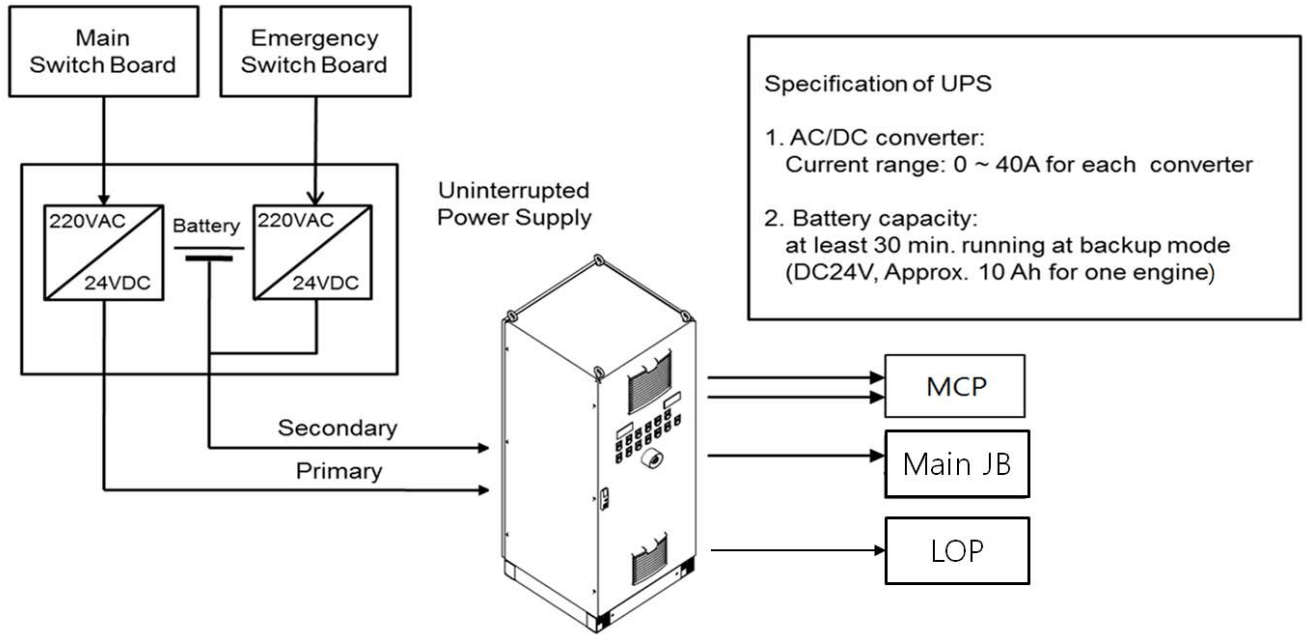 Main
Switch Board
Emergency
Switch Board
220VAC
24VDC
Battery
220VAC
24VDC
Uninterrupted
Power Supply
Secondary
Primary
Specification of UPS
1. AC/DC converter:
Current range: 0 ~ 40A for each converter
2. Battery capacity:
at least 30 min. running at backup mode
(DC24V, Approx. 10 Ah for one engine)
MCP
Main JB
LOP